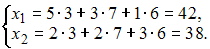 x₁ = 5·3 + 3·7 + 1·6 = 42,
x₂ = 2·3 + 2·7 + 3·6 = 38.